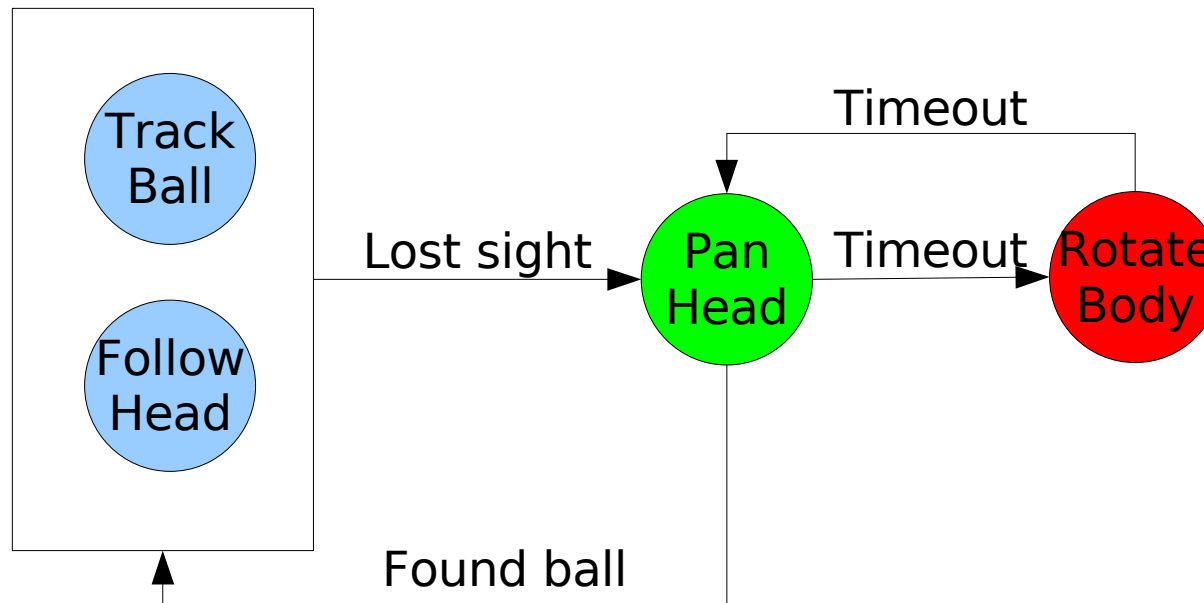 Track
Ball
Follow
Head
Lost sight
Found ball
Pan
Head
Timeout
Timeout
Rotate
Body